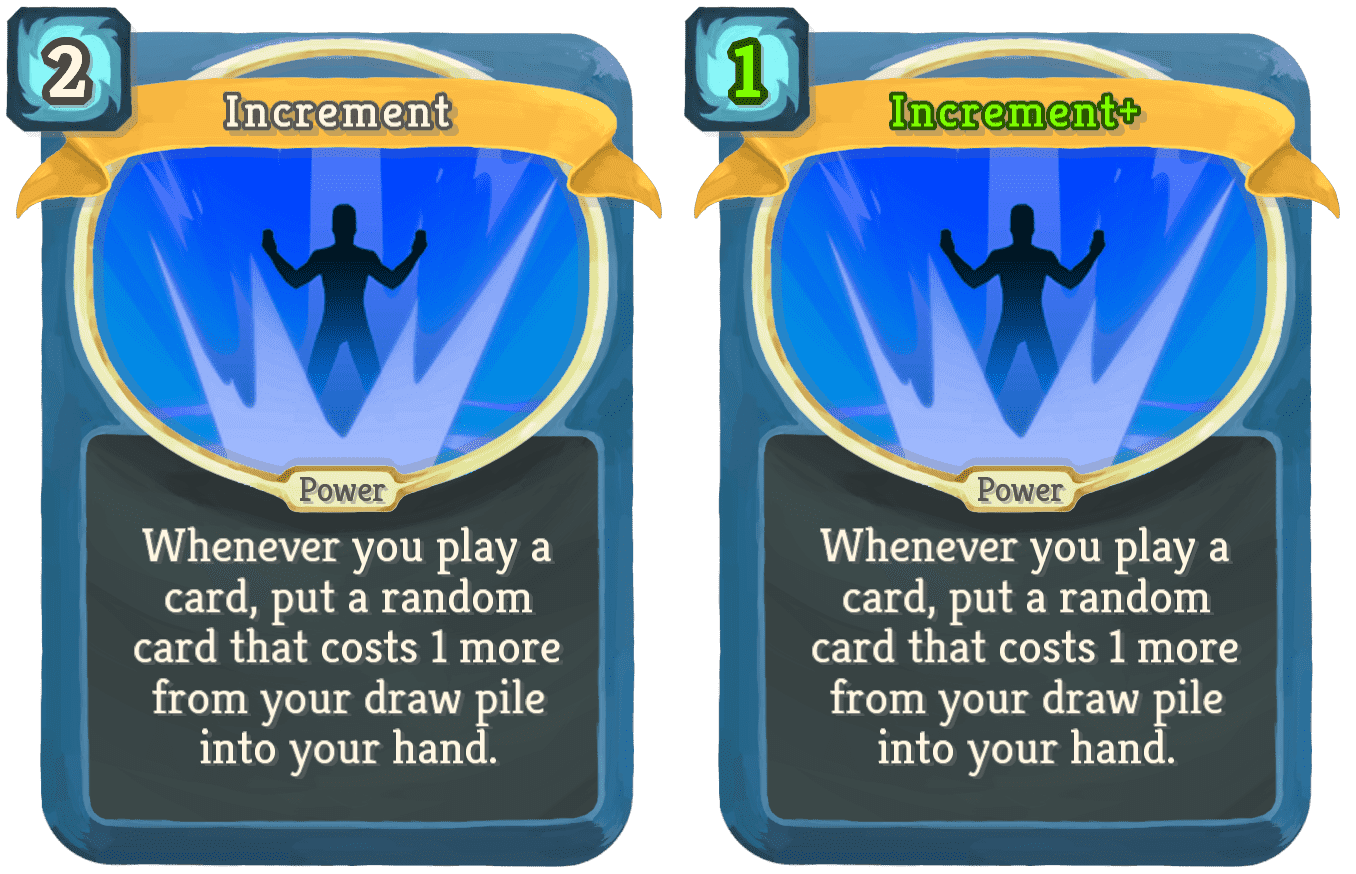 2
Increment
Power
Whenever you play a
card, put a random
card that costs 1 more
from your draw pile
into your hand.
1
Increment+
Power
Whenever you play a
card, put a random
card that costs 1 more
from your draw pile
into your hand.